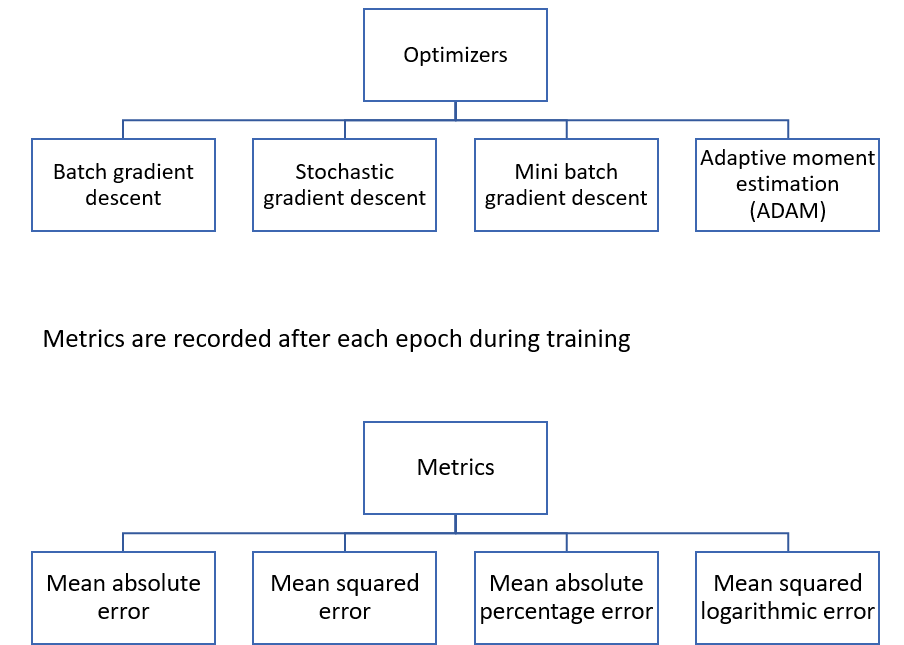 Optimizers
Batch gradient
descent
Stochastic
gradient descent
Mini batch
gradient descent
Adaptive moment
estimation
(ADAM)
Metrics are recorded after each epoch during training
Metrics
Mean absolute
error
Mean squared
error
Mean absolute
percentage error
Mean squared
logarithmic error